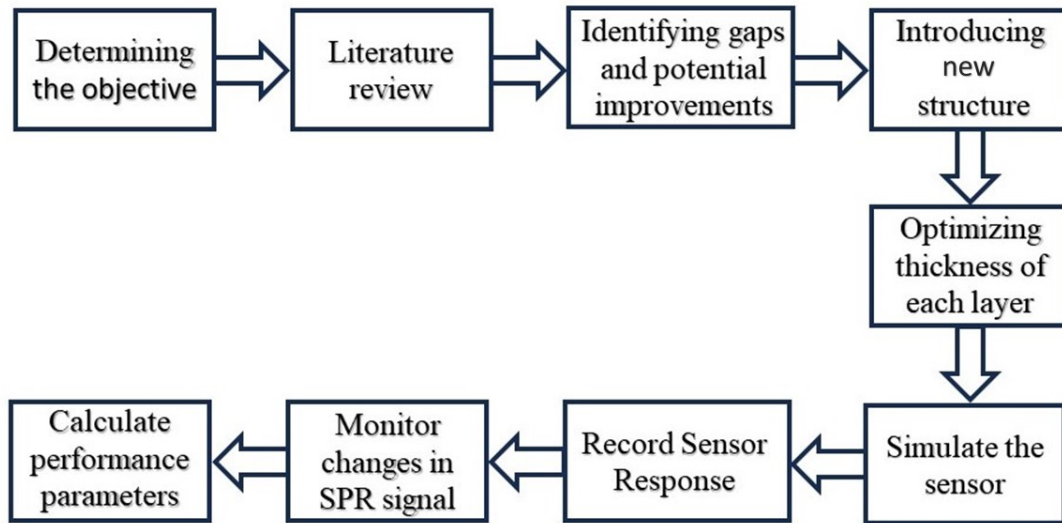 Determining
the objective
Literature
review
Identifying gaps
and potential
improvements
Introducing
new
structure
Optimizing
thickness of
each layer
Simulate the
sensor
Record Sensor
Response
Monitor
changes in
SPR signal
Calculate
performance
parameters